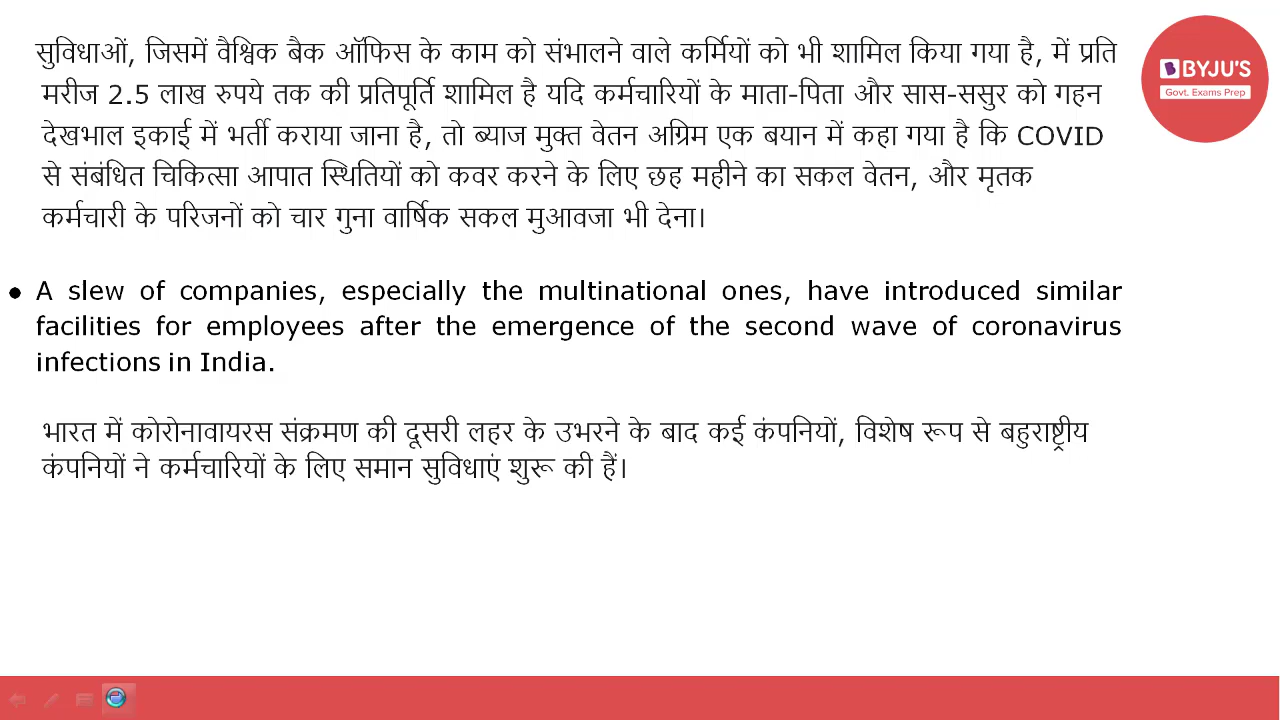 सुविधाओं, जिसमें वैश्विक बैक ऑफिस के काम को संभालने वाले कर्मियों को भी शामिल किया गया है, में प्रति
मरीज 2.5 लाख रुपये तक की प्रतिपूर्ति शामिल है यदि कर्मचारियों के माता-पिता और सास-ससुर को गहन
देखभाल इकाई में भर्ती कराया जाना है, तो ब्याज मुक्त वेतन अग्रिम एक बयान में कहा गया है कि COVID
से संबंधित चिकित्सा आपात स्थितियों को कवर करने के लिए छह महीने का सकल वेतन, और मृतक
कर्मचारी के परिजनों को चार गुना वार्षिक सकल मुआवजा भी देना।
BYJU'S
Govt. Exams Prep
• A slew of companies, especially the multinational ones, have introduced similar
facilities for employees after the emergence of the second wave of coronavirus
infections in India.
भारत में कोरोनावायरस संक्रमण की दूसरी लहर के उभरने के बाद कई कंपनियों, विशेष रूप से बहुराष्ट्रीय
कंपनियों ने कर्मचारियों के लिए समान सुविधाएं शुरू की हैं।